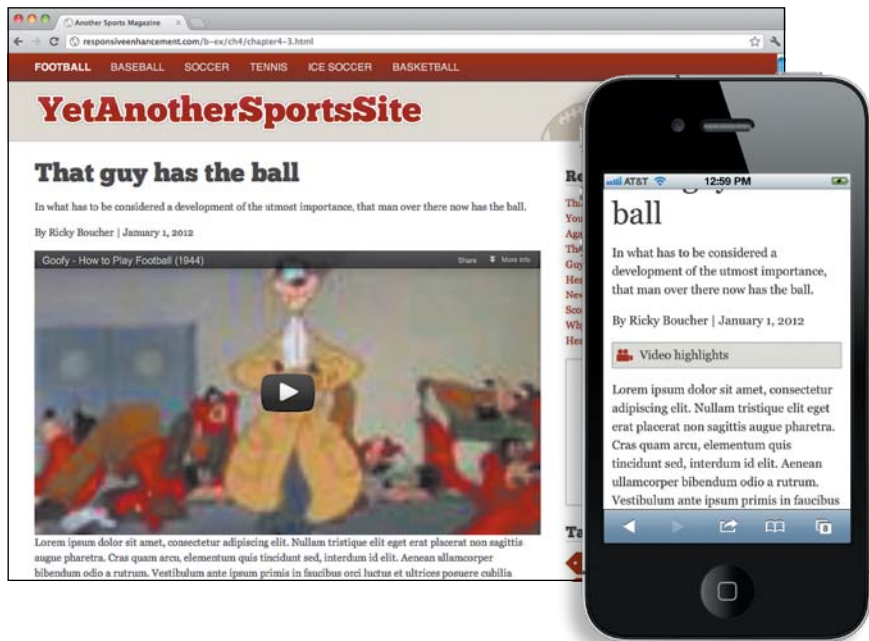 Another Sports Magazine
responsiveenhancement.com/b-ex/ch4/chapter4-3.html
FOOTBALL BASEBALL SOCCER TENNIS ICE SOCCER BASKETBALL
YetAnotherSportsSite
That guy has the ball
In what has to be considered a development of the utmost importance, that man over there now has the ball.
By Ricky Boucher | January 1, 2012
Goofy - How to Play Football (1944) Share More info
Lorem ipsum dolor sit amet, consectetur adipiscing elit. Nullam tristique elit eget erat placerat non sagittis
augue pharetra. Cras quam arcu, elementum quis tincidunt sed, interdum id elit. Aenean ullamcorper
bibendum odio a rutrum. Vestibulum ante ipsum primis in faucibus orci luctus et ultrices posuere cubilia
AT&T 12:59 PM
ball
In what has to be considered a
development of the utmost importance,
that man over there now has the ball.
By Ricky Boucher | January 1, 2012
Video highlights
Lorem ipsum dolor sit amet, consectetur
adipiscing elit. Nullam tristique elit eget
erat placerat non sagittis augue pharetra.
Cras quam arcu, elementum quis
tincidunt sed, interdum id elit. Aenean
ullamcorper bibendum odio a rutrum.
Vestibulum ante ipsum primis in faucibus
8